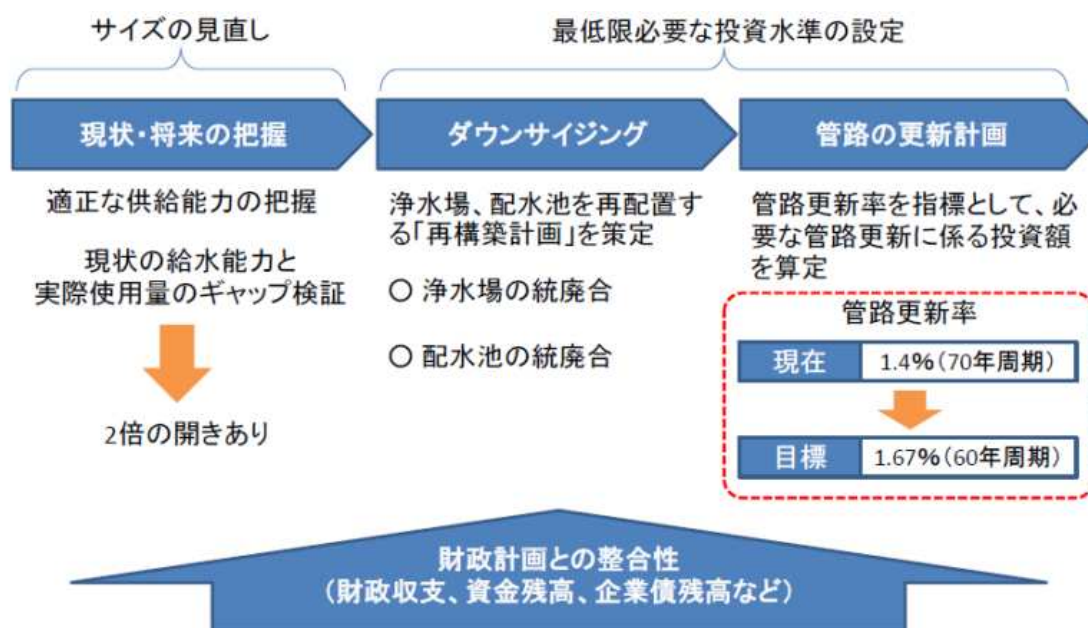 サイズの見直し
最低限必要な投資水準の設定
現状・将来の把握
ダウンサイジング
管路の更新計画
適正な供給能力の把握
現状の給水能力と
実際使用量のギャップ検証
2倍の開きあり
浄水場、配水池を再配置す
る「再構築計画」を策定
○ 浄水場の統廃合
○ 配水池の統廃合
管路更新率を指標として、必
要な管路更新に係る投資額
を算定
管路更新率
現在 1.4%(70年周期)
目標 1.67%(60年周期)
財政計画との整合性
(財政収支、資金残高、企業債残高など)